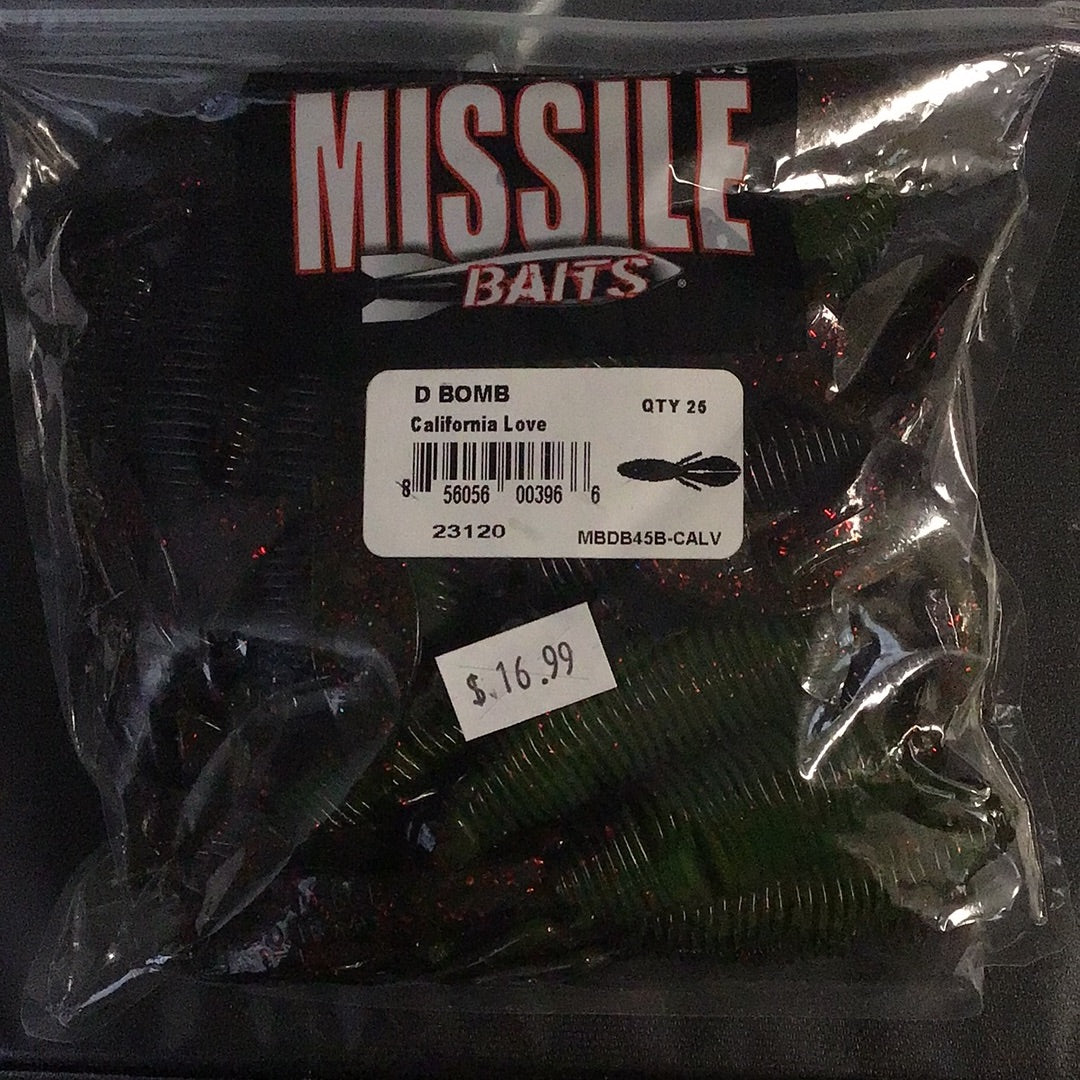 MISSILE
BAITS®
D BOMB
QTY 25
California Love
8 56056 00396 6
23120
MBDB45B-CALV
$.16.99